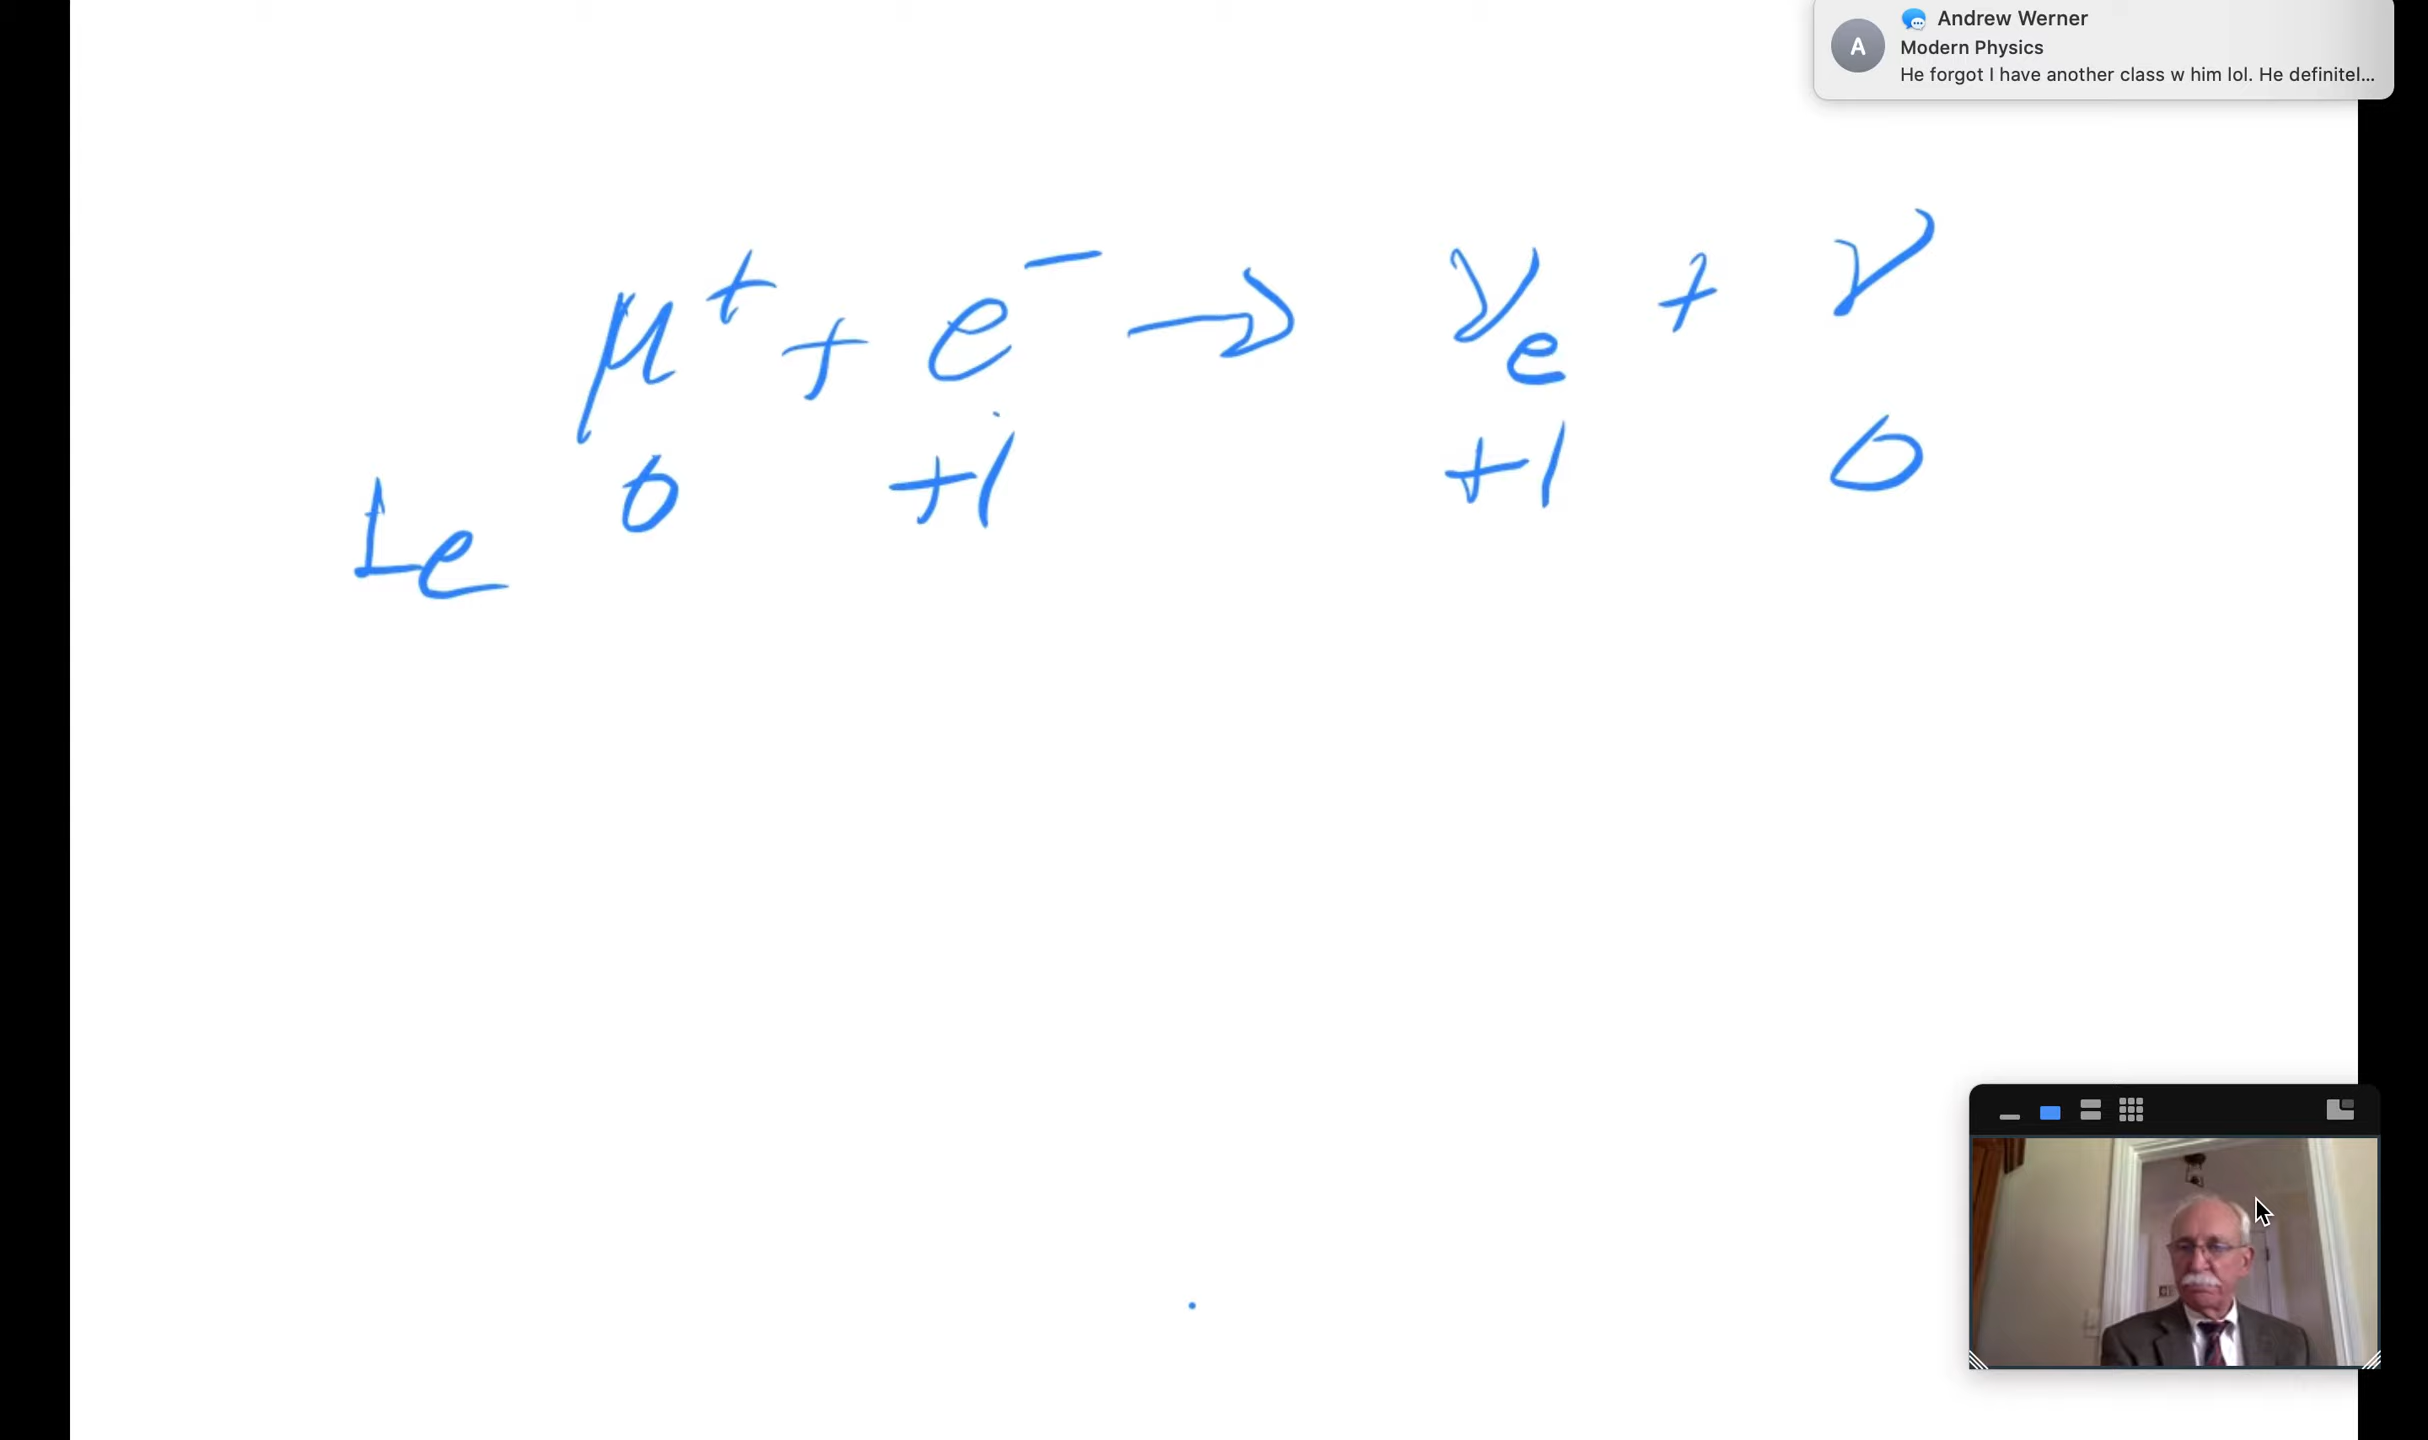 Andrew Werner
A
Modern Physics
He forgot I have another class w him lol. He definitel...
μ⁺ + e⁻ → νₑ + ν
0 +1 +1 0
Lₑ